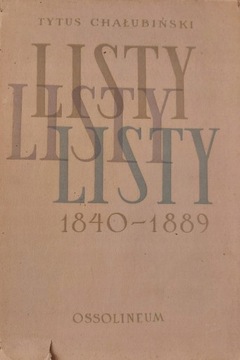 TYTUS CHAŁUBIŃSKI
LISTY
LISTY
LISTY
1840-1889
OSSOLINEUM